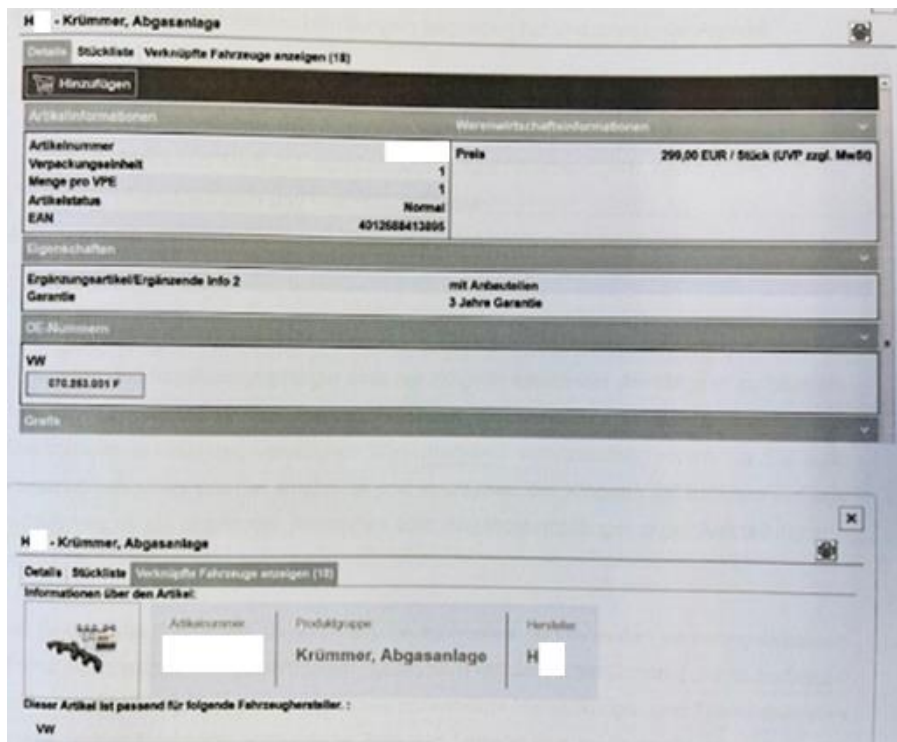 H - Krümmer, Abgasanlage
Details Stückliste Verknüpfte Fahrzeuge anzeigen (18)
Hinzufügen
Artikelinformationen Warenwirtschaftsinformationen
Artikelnummer
Verpackungseinheit 1
Menge pro VPE 1
Artikelstatus Normal
EAN 4012688413895
Preis 299,00 EUR / Stück (UVP zzgl. MwSt)
Eigenschaften
Ergänzungsartikel/Ergänzende Info 2 mit Anbauteilen
Garantie 3 Jahre Garantie
OE-Nummern
VW
070.253.031 F
Grafik
H - Krümmer, Abgasanlage
Details Stückliste Verknüpfte Fahrzeuge anzeigen (18)
Informationen über den Artikel:
Artikelnummer Produktgruppe Hersteller
Krümmer, Abgasanlage H
Dieser Artikel ist passend für folgende Fahrzeughersteller. :
VW